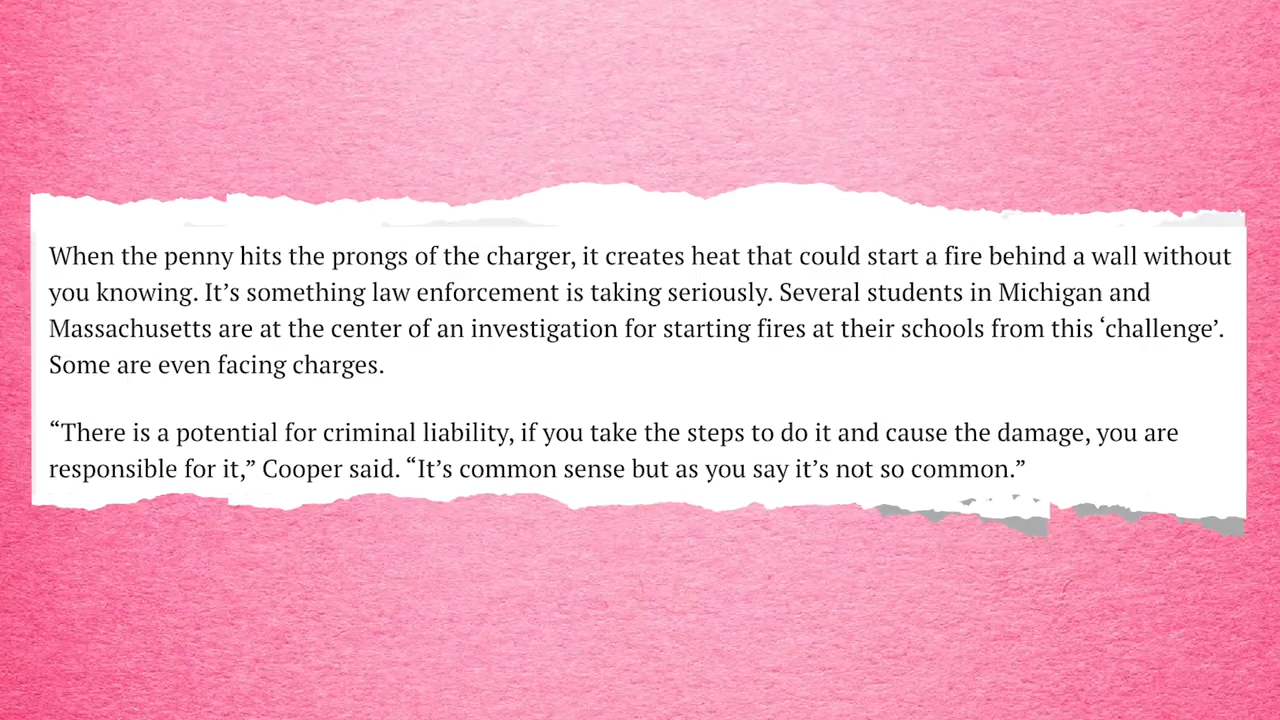 When the penny hits the prongs of the charger, it creates heat that could start a fire behind a wall without
you knowing. It’s something law enforcement is taking seriously. Several students in Michigan and
Massachusetts are at the center of an investigation for starting fires at their schools from this ‘challenge’.
Some are even facing charges.
“There is a potential for criminal liability, if you take the steps to do it and cause the damage, you are
responsible for it,” Cooper said. “It’s common sense but as you say it’s not so common.”